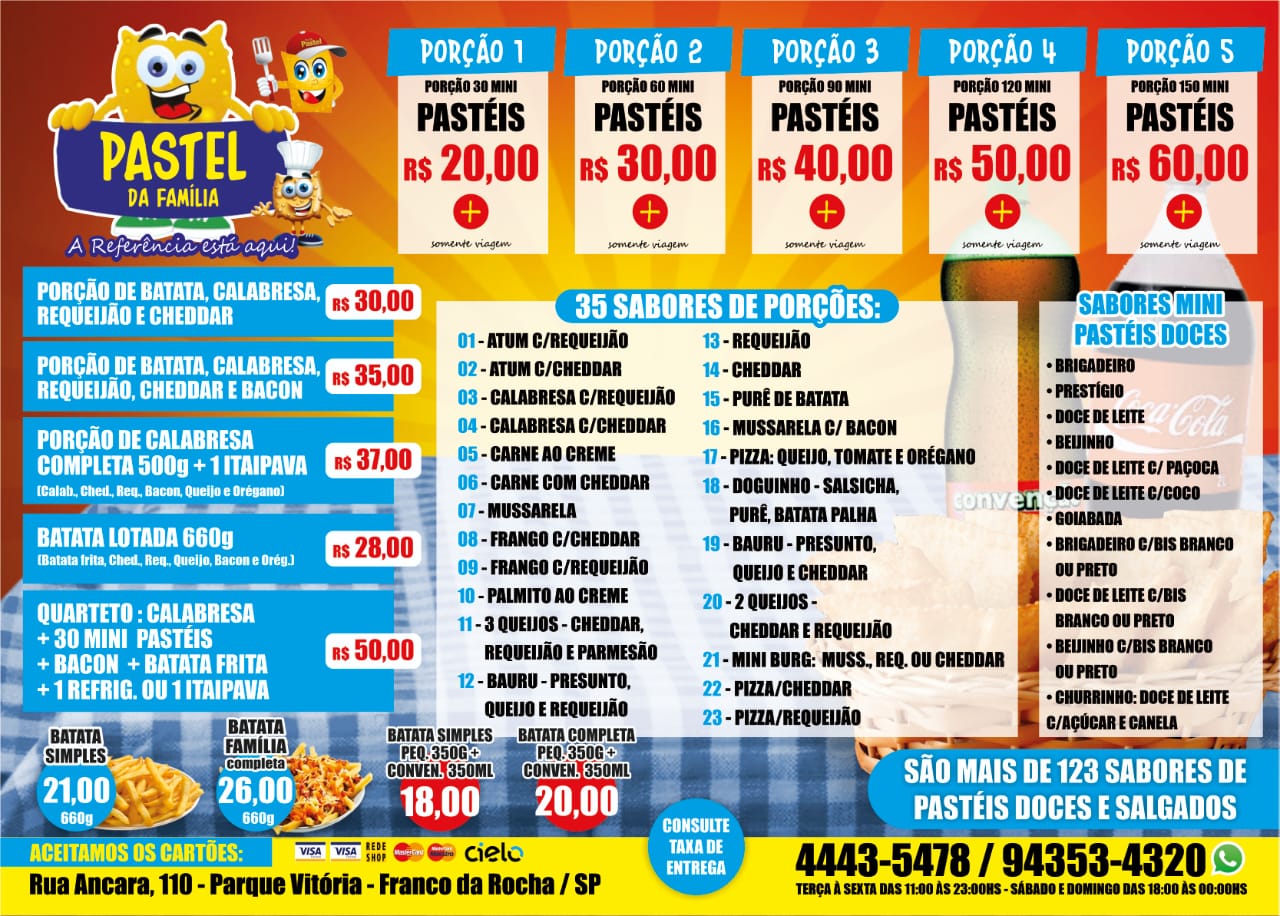 Pastel
PASTEL
DA FAMÍLIA
A Referência está aqui!
PORÇÃO 1
PORÇÃO 30 MINI
PASTÉIS
R$ 20,00
+
somente viagem
PORÇÃO 2
PORÇÃO 60 MINI
PASTÉIS
R$ 30,00
+
somente viagem
PORÇÃO 3
PORÇÃO 90 MINI
PASTÉIS
R$ 40,00
+
somente viagem
PORÇÃO 4
PORÇÃO 120 MINI
PASTÉIS
R$ 50,00
+
somente viagem
PORÇÃO 5
PORÇÃO 150 MINI
PASTÉIS
R$ 60,00
+
somente viagem
PORÇÃO DE BATATA, CALABRESA,
REQUEIJÃO E CHEDDAR
R$ 30,00
PORÇÃO DE BATATA, CALABRESA,
REQUEIJÃO, CHEDDAR E BACON
R$ 35,00
PORÇÃO DE CALABRESA
COMPLETA 500g + 1 ITAIPAVA
(Calab., Ched., Req., Bacon, Queijo e Orégano)
R$ 37,00
BATATA LOTADA 660g
(Batata frita, Ched., Req., Queijo, Bacon e Orég.)
R$ 28,00
QUARTETO : CALABRESA
+ 30 MINI PASTÉIS
+ BACON + BATATA FRITA
+ 1 REFRIG. OU 1 ITAIPAVA
R$ 50,00
35 SABORES DE PORÇÕES:
01 - ATUM C/REQUEIJÃO
02 - ATUM C/CHEDDAR
03 - CALABRESA C/REQUEIJÃO
04 - CALABRESA C/CHEDDAR
05 - CARNE AO CREME
06 - CARNE COM CHEDDAR
07 - MUSSARELA
08 - FRANGO C/CHEDDAR
09 - FRANGO C/REQUEIJÃO
10 - PALMITO AO CREME
11 - 3 QUEIJOS - CHEDDAR,
REQUEIJÃO E PARMESÃO
12 - BAURU - PRESUNTO,
QUEIJO E REQUEIJÃO
13 - REQUEIJÃO
14 - CHEDDAR
15 - PURÊ DE BATATA
16 - MUSSARELA C/ BACON
17 - PIZZA: QUEIJO, TOMATE E ORÉGANO
18 - DOGUINHO - SALSICHA,
PURÊ, BATATA PALHA
19 - BAURU - PRESUNTO,
QUEIJO E CHEDDAR
20 - 2 QUEIJOS -
CHEDDAR E REQUEIJÃO
21 - MINI BURG: MUSS., REQ. OU CHEDDAR
22 - PIZZA/CHEDDAR
23 - PIZZA/REQUEIJÃO
convenção
Coca-Cola
SABORES MINI
PASTÉIS DOCES
• BRIGADEIRO
• PRESTÍGIO
• DOCE DE LEITE
• BEIJINHO
• DOCE DE LEITE C/ PAÇOCA
• DOCE DE LEITE C/COCO
• GOIABADA
• BRIGADEIRO C/BIS BRANCO
OU PRETO
• DOCE DE LEITE C/BIS
BRANCO OU PRETO
• BEIJINHO C/BIS BRANCO
OU PRETO
• CHURRINHO: DOCE DE LEITE
C/AÇÚCAR E CANELA
BATATA
SIMPLES
21,00
660g
BATATA
FAMÍLIA
completa
26,00
660g
BATATA SIMPLES
PEQ. 350G +
CONVEN. 350ML
18,00
BATATA COMPLETA
PEQ. 350G +
CONVEN. 350ML
20,00
SÃO MAIS DE 123 SABORES DE
PASTÉIS DOCES E SALGADOS
CONSULTE
TAXA DE
ENTREGA
ACEITAMOS OS CARTÕES:
VISA
VISA
REDE
SHOP
MasterCard
Maestro
cielo
Rua Ancara, 110 - Parque Vitória - Franco da Rocha / SP
4443-5478 / 94353-4320
TERÇA À SEXTA DAS 11:00 ÀS 23:00HS - SÁBADO E DOMINGO DAS 18:00 ÀS 00:00HS